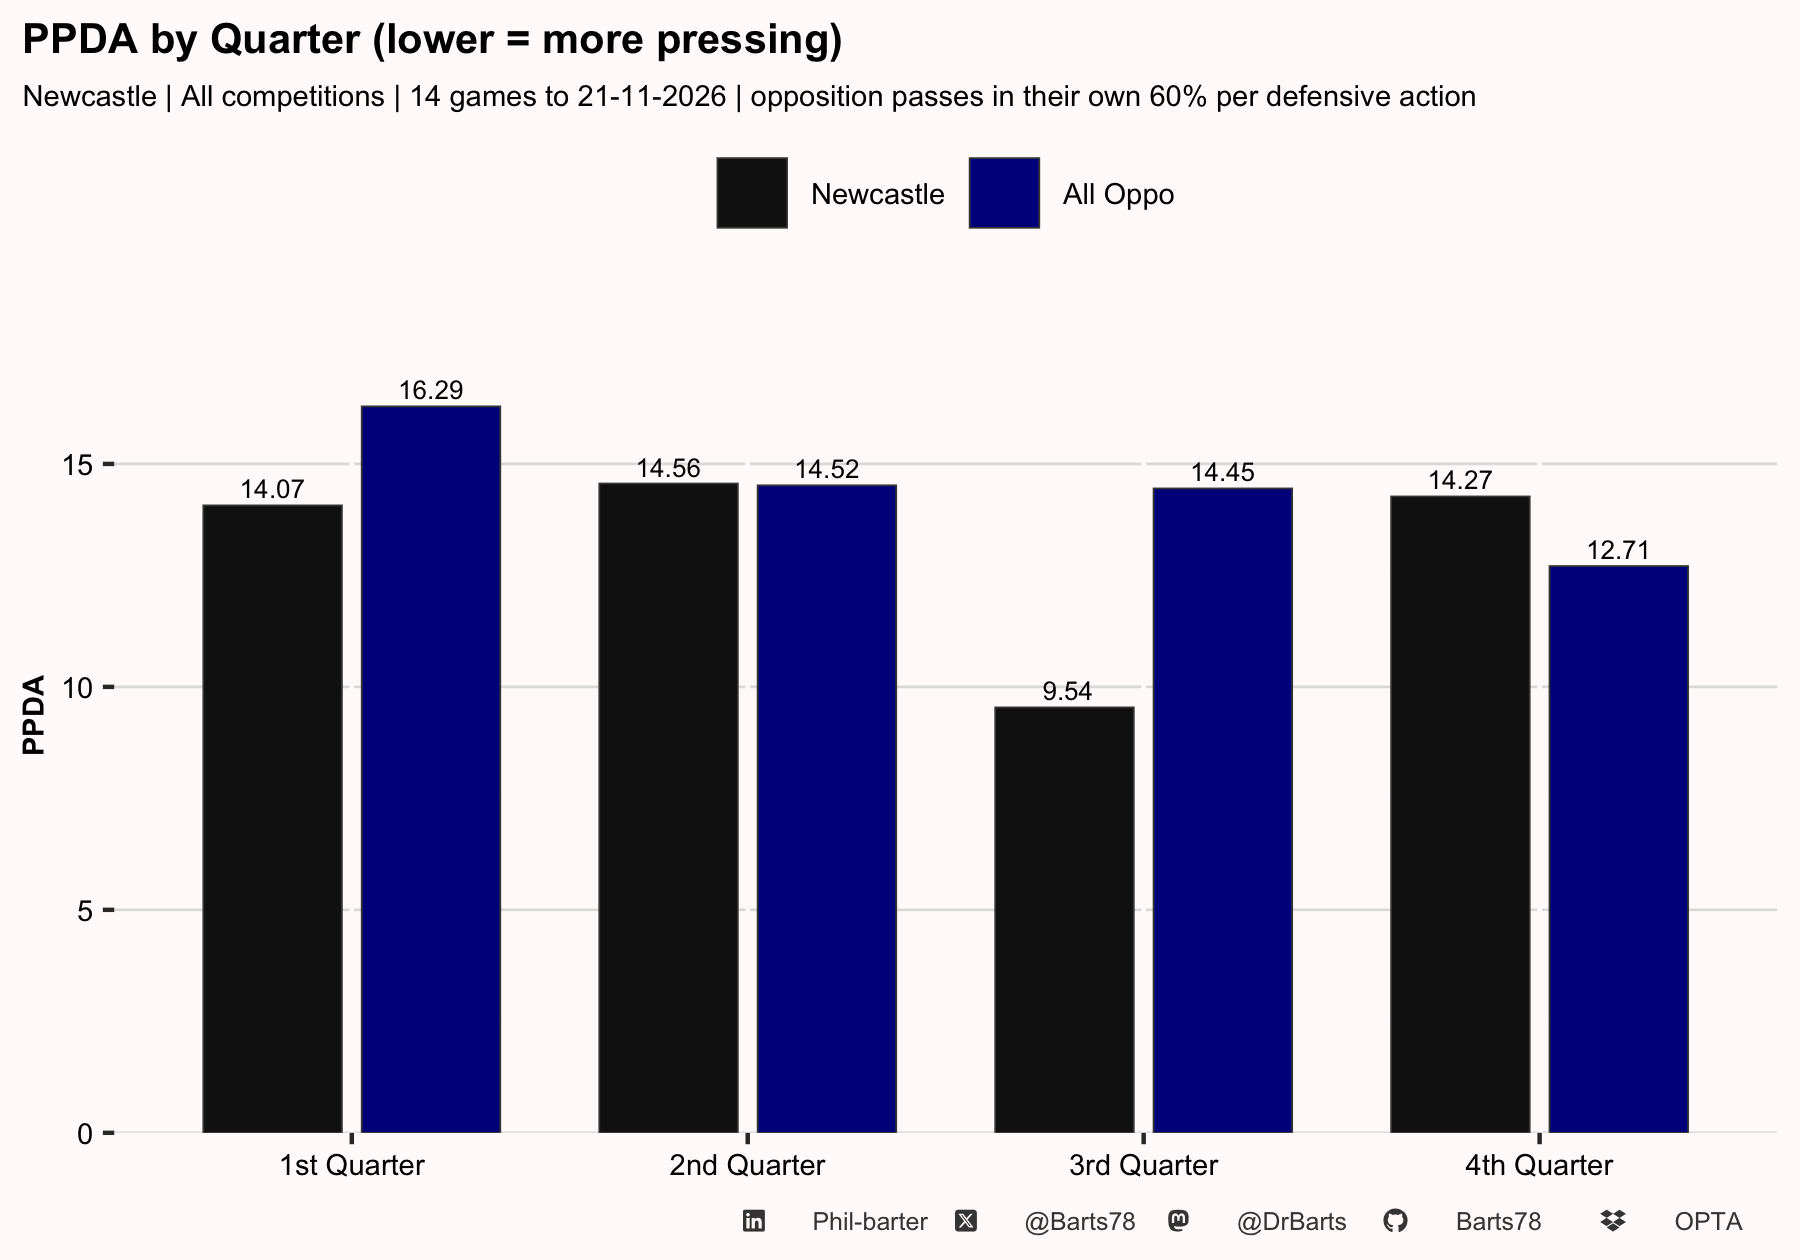 PPDA by Quarter (lower = more pressing)
Newcastle | All competitions | 14 games to 21-11-2026 | opposition passes in their own 60% per defensive action
Newcastle All Oppo
16.29
15
14.07
14.56
14.52
14.45
14.27
12.71
10
9.54
PPDA
5
0
1st Quarter 2nd Quarter 3rd Quarter 4th Quarter
Phil-barter @Barts78 @DrBarts Barts78 OPTA